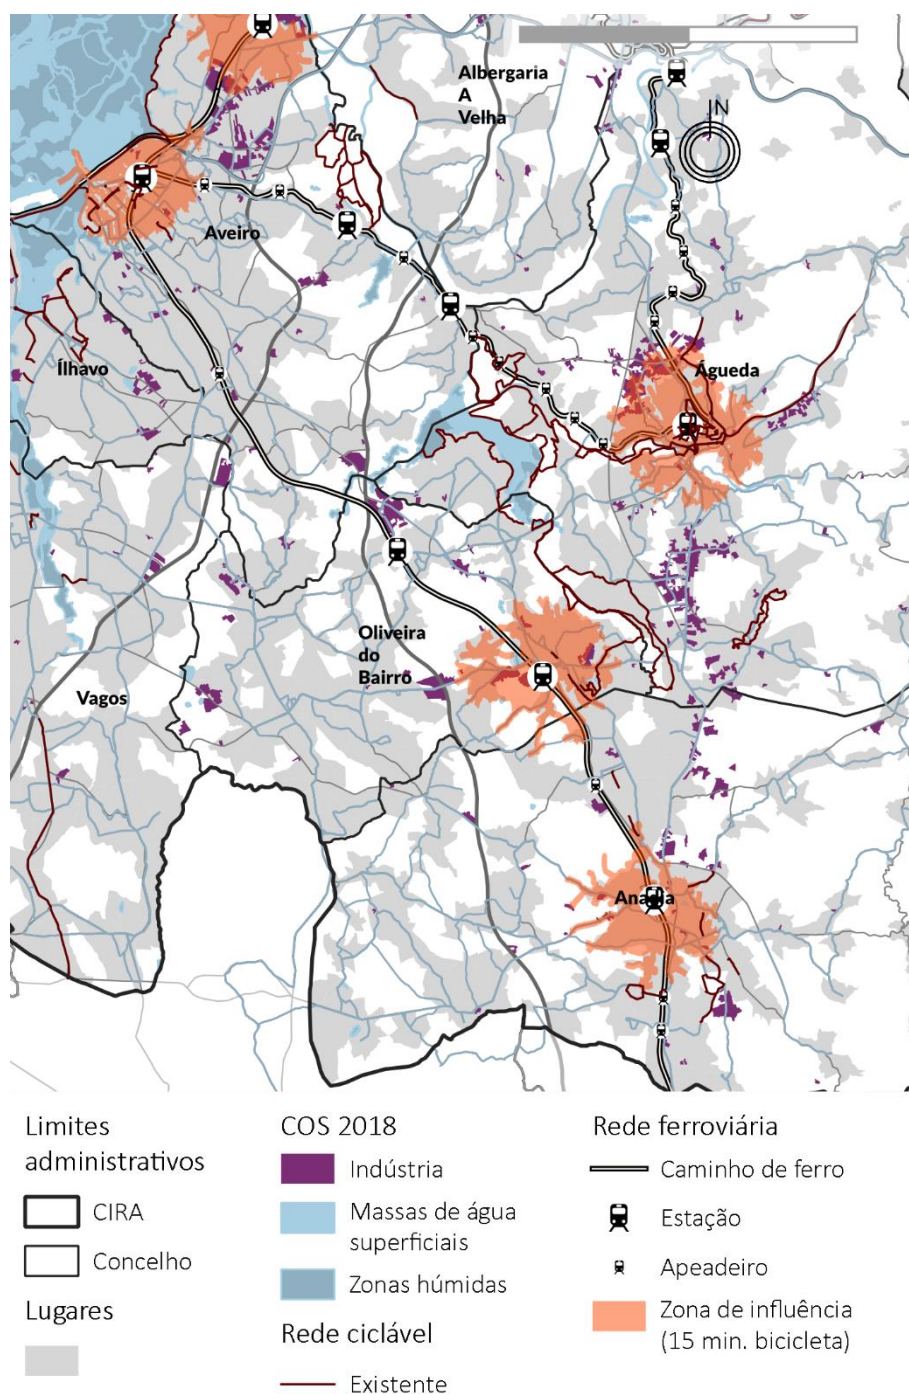 Albergaria
A
Velha
IN
Aveiro
Ílhavo
Águeda
Oliveira
do
Bairro
Vagos
Limites
administrativos
CIRA
Concelho
Lugares
COS 2018
Indústria
Massas de água
superficiais
Zonas húmidas
Rede ciclável
Existente
Rede ferroviária
Caminho de ferro
Estação
Apeadeiro
Zona de influência
(15 min. bicicleta)